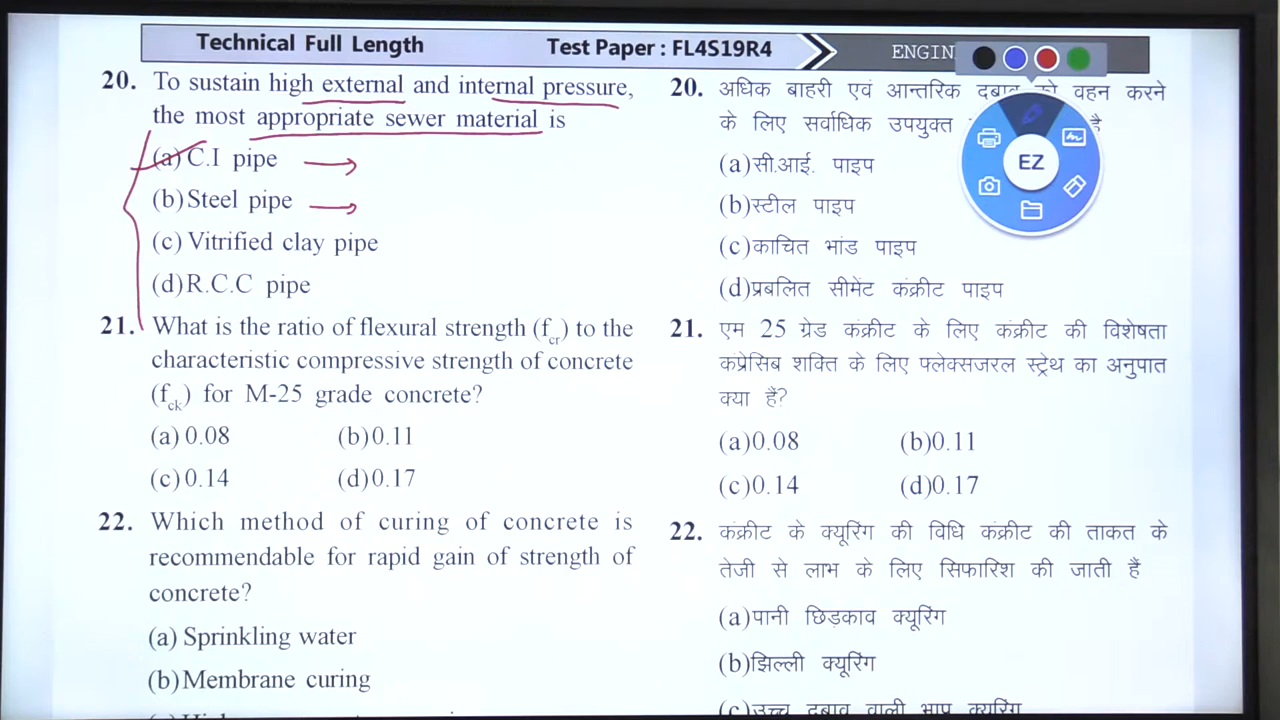 Technical Full Length
Test Paper : FL4S19R4
ENGIN
20. To sustain high external and internal pressure,
the most appropriate sewer material is
(a) C.I pipe
(b) Steel pipe
(c) Vitrified clay pipe
(d) R.C.C pipe
21. What is the ratio of flexural strength (fcr) to the
characteristic compressive strength of concrete
(fck) for M-25 grade concrete?
(a) 0.08 (b) 0.11
(c) 0.14 (d) 0.17
22. Which method of curing of concrete is
recommendable for rapid gain of strength of
concrete?
(a) Sprinkling water
(b) Membrane curing
20. अधिक बाहरी एवं आन्तरिक दबाव को वहन करने
के लिए सर्वाधिक उपयुक्त है
(a) सी.आई. पाइप
(b) स्टील पाइप
(c) काचित भांड पाइप
(d) प्रबलित सीमेंट कंक्रीट पाइप
21. एम 25 ग्रेड कंक्रीट के लिए कंक्रीट की विशेषता
कंप्रेसिब शक्ति के लिए फ्लेक्सजरल स्ट्रेथ का अनुपात
क्या हैं?
(a) 0.08 (b) 0.11
(c) 0.14 (d) 0.17
22. कंक्रीट के क्यूरिंग की विधि कंक्रीट की ताकत के
तेजी से लाभ के लिए सिफारिश की जाती हैं
(a) पानी छिड़काव क्यूरिंग
(b) झिल्ली क्यूरिंग
(c) उच्च दबाव वाली भाप क्यूरिंग
EZ